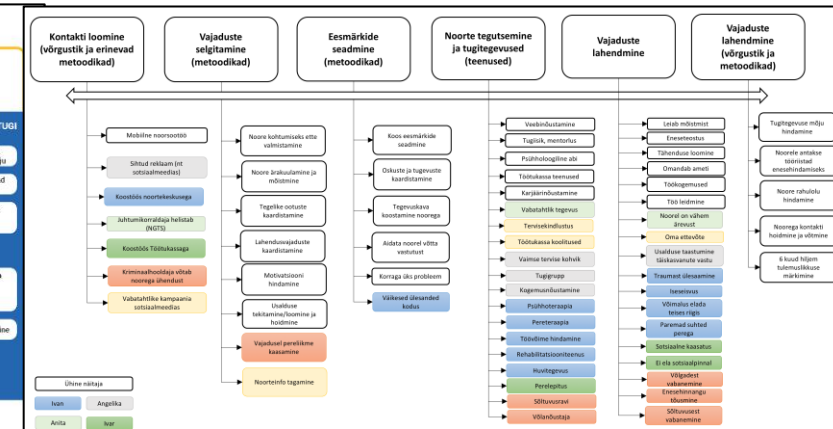 TUGI
ju
d
a
ine
Kontakti loomine
(võrgustik ja erinevad
metoodikad)
Vajaduste
selgitamine
(metoodikad)
Eesmärkide
seadmine
(metoodikad)
Noorte tegutsemine
ja tugitegevused
(teenused)
Vajaduste
lahendmine
Vajaduste
lahendmine
(võrgustik ja
metoodikad)
Mobiilne noorsootöö
Sihtud reklaam (nt
sotsiaalmeedias)
Koostöös noortekeskusega
Juhtumikorraldaja helistab
(NGTS)
Koostöös Töötukassaga
Kriminaalhooldaja võtab
noorega ühendust
Vabatahtlike kampaania
sotsiaalmeedias
Noore kohtumiseks ette
valmistamine
Noore ärakuulamine ja
mõistmine
Tegelike ootuste
kaardistamine
Lahendusvajaduste
kaardistamine
Motivatsiooni
hindamine
Usalduse
tekitamine/loomine ja
hoidmine
Vajadusel pereliikme
kaasamine
Noorteinfo tagamine
Koos eesmärkide
seadmine
Oskuste ja tugevuste
kaardistamine
Tegevuskava
koostamine noorega
Aidata noorel võtta
vastutust
Korraga üks probleem
Väikesed ülesanded
kodus
Veebinõustamine
Tugiisik, mentorlus
Psühholoogiline abi
Töötukassa teenused
Karjäärinõustamine
Vabatahtlik tegevus
Tervisekindlustus
Töötukassa koolitused
Vaimse tervise kohvik
Tugigrupp
Kogemusnõustamine
Psühhoteraapia
Pereteraapia
Töövõime hindamine
Rehabilitatsiooniteenus
Huvitegevus
Perelepitus
Sõltuvusravi
Võlanõustaja
Leiab mõistmist
Eneseteostus
Tähenduse loomine
Omandab ameti
Töökogemused
Töö leidmine
Noorel on vähem
ärevust
Oma ettevõte
Usalduse taastumine
täiskasvanute vastu
Traumast ülesaamine
Iseseisvus
Võimalus elada
teises riigis
Paremad suhted
perega
Sotsiaalne kaasatus
Ei ela sotsiaalpinnal
Võlgadest
vabanemine
Enesehinnangu
tõusmine
Sõltuvusest
vabanemine
Tugitegevuse mõju
hindamine
Noorele antakse
tööriistad
enesehindamiseks
Noore rahulolu
hindamine
Noorega kontakti
hoidmine ja võtmine
6 kuud hiljem
tulemuslikkuse
märkimine
Ühine näitaja
Ivan
Angelika
Anita
Ivar